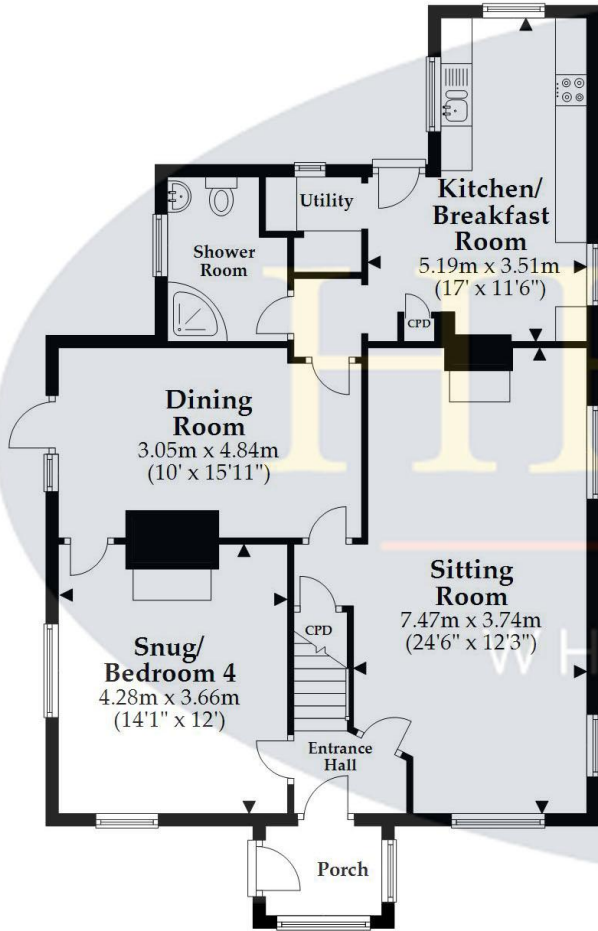 Utility
Kitchen/
Breakfast
Room
5.19m x 3.51m
(17' x 11'6")
Shower
Room
CPD
Dining
Room
3.05m x 4.84m
(10' x 15'11")
Sitting
Room
7.47m x 3.74m
(24'6" x 12'3")
CPD
Snug/
Bedroom 4
4.28m x 3.66m
(14'1" x 12')
Entrance
Hall
Porch